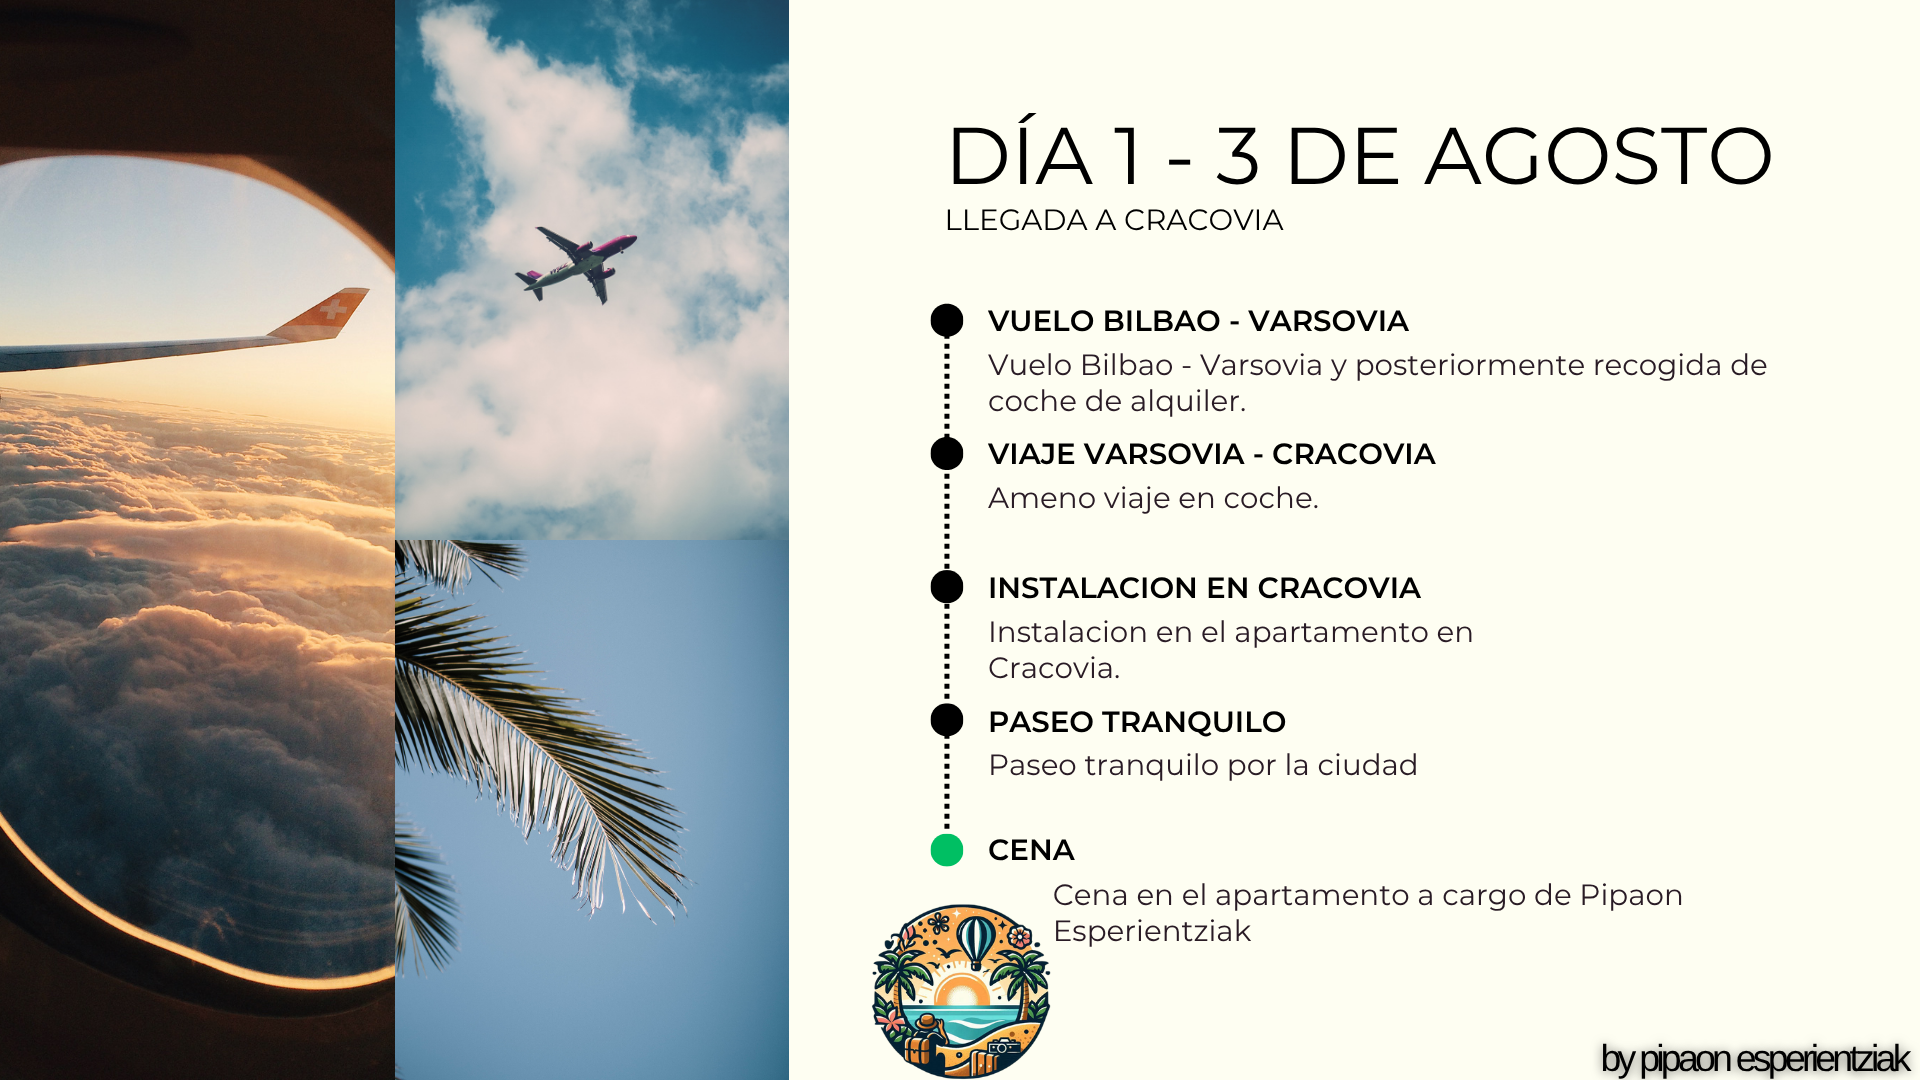 DÍA 1 - 3 DE AGOSTO
LLEGADA A CRACOVIA
VUELO BILBAO - VARSOVIA
Vuelo Bilbao - Varsovia y posteriormente recogida de
coche de alquiler.
VIAJE VARSOVIA - CRACOVIA
Ameno viaje en coche.
INSTALACION EN CRACOVIA
Instalacion en el apartamento en
Cracovia.
PASEO TRANQUILO
Paseo tranquilo por la ciudad
CENA
Cena en el apartamento a cargo de Pipaon
Esperientziak
by pipaon esperientziak